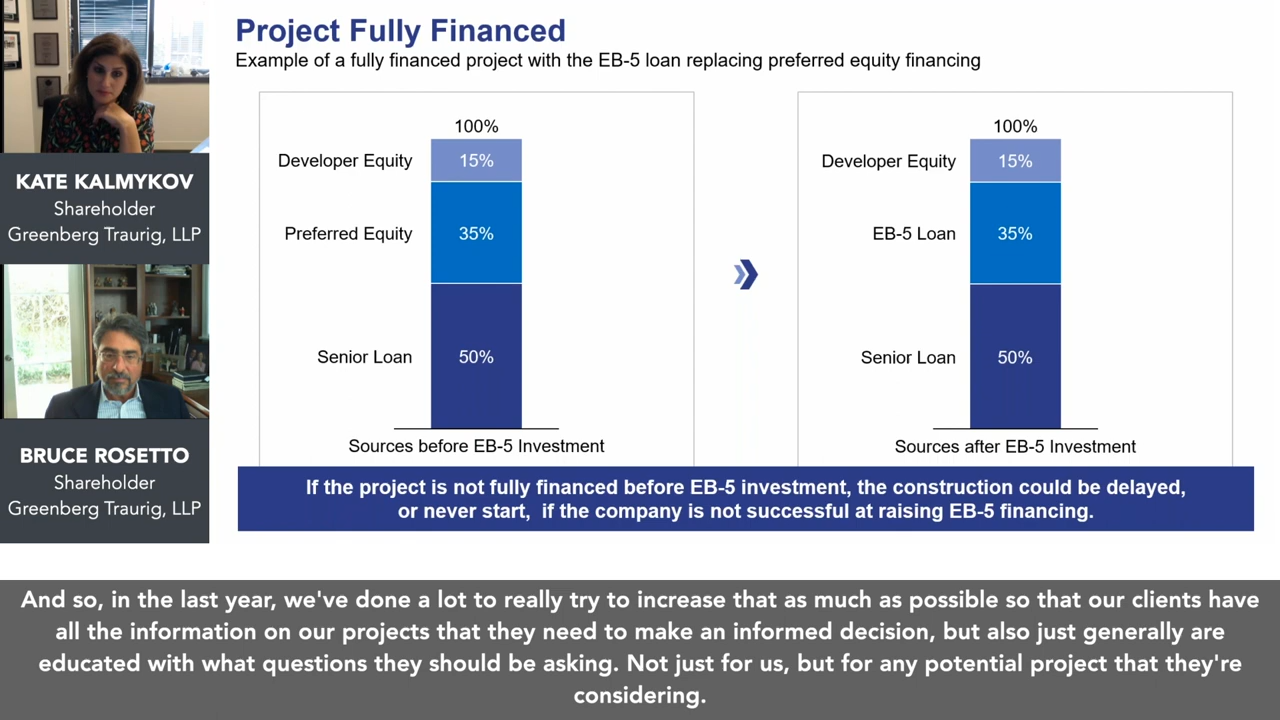 Project Fully Financed
Example of a fully financed project with the EB-5 loan replacing preferred equity financing
KATE KALMYKOV
Shareholder
Greenberg Traurig, LLP
BRUCE ROSETTO
Shareholder
Greenberg Traurig, LLP
100%
Developer Equity 15%
Preferred Equity 35%
Senior Loan 50%
Sources before EB-5 Investment
100%
Developer Equity 15%
EB-5 Loan 35%
Senior Loan 50%
Sources after EB-5 Investment
If the project is not fully financed before EB-5 investment, the construction could be delayed,
or never start, if the company is not successful at raising EB-5 financing.
And so, in the last year, we've done a lot to really try to increase that as much as possible so that our clients have
all the information on our projects that they need to make an informed decision, but also just generally are
educated with what questions they should be asking. Not just for us, but for any potential project that they're
considering.